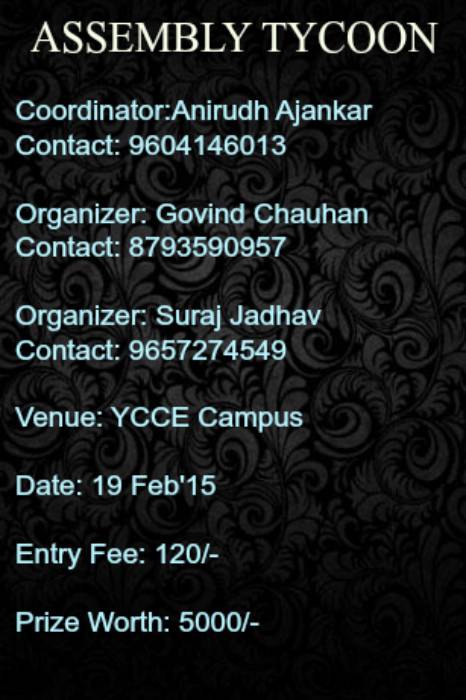 ASSEMBLY TYCOON
Coordinator:Anirudh Ajankar
Contact: 9604146013
Organizer: Govind Chauhan
Contact: 8793590957
Organizer: Suraj Jadhav
Contact: 9657274549
Venue: YCCE Campus
Date: 19 Feb'15
Entry Fee: 120/-
Prize Worth: 5000/-